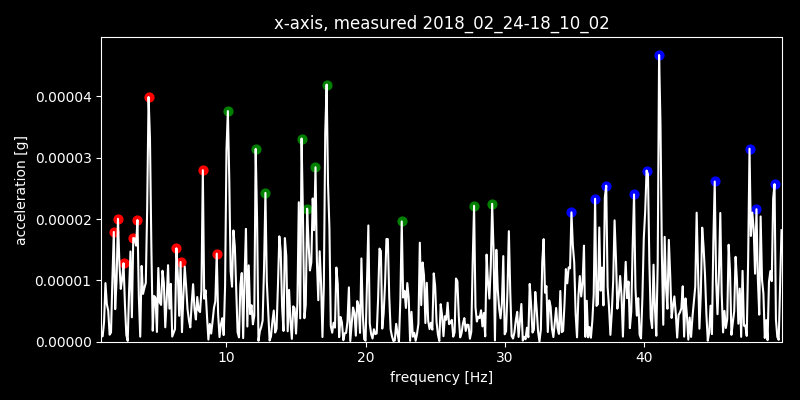 x-axis, measured 2018_02_24-18_10_02
acceleration [g]
0.00004
0.00003
0.00002
0.00001
0.00000
10 20 30 40
frequency [Hz]